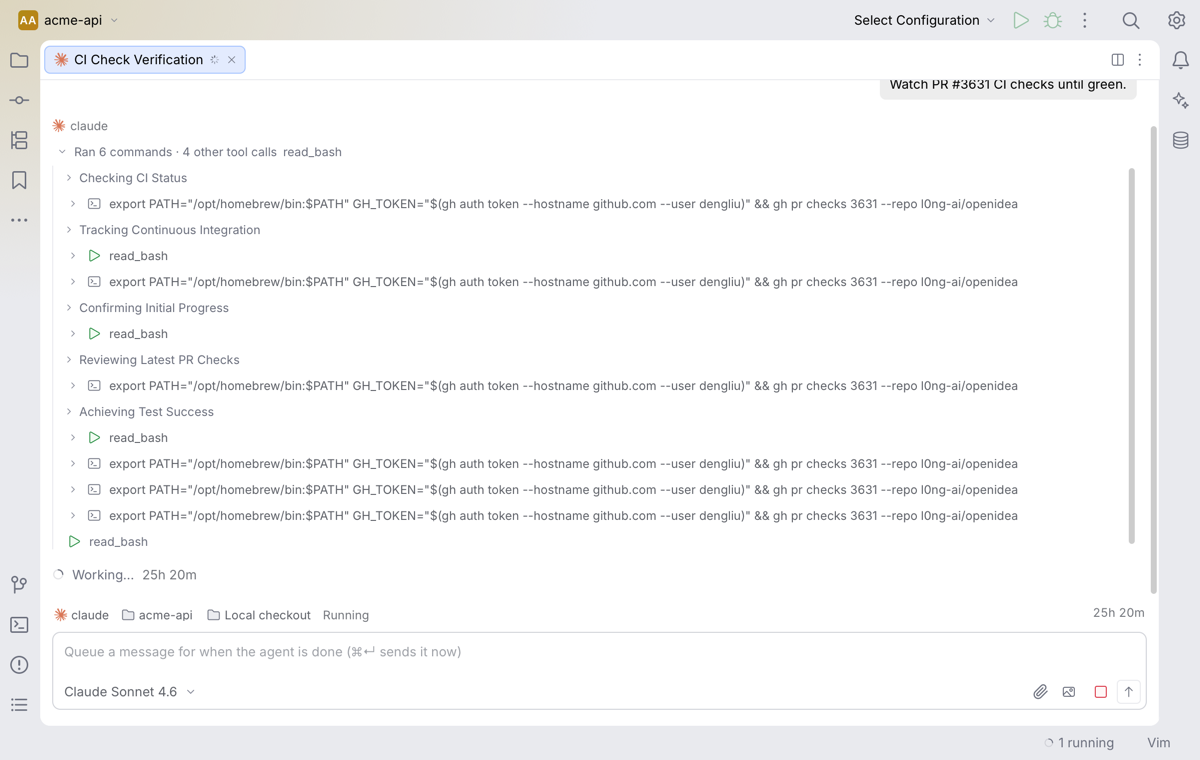 AA acme-api
Select Configuration
CI Check Verification
Watch PR #3631 CI checks until green.
claude
Ran 6 commands · 4 other tool calls read_bash
Checking CI Status
export PATH="/opt/homebrew/bin:$PATH" GH_TOKEN="$(gh auth token --hostname github.com --user dengliu)" && gh pr checks 3631 --repo l0ng-ai/openidea
Tracking Continuous Integration
read_bash
export PATH="/opt/homebrew/bin:$PATH" GH_TOKEN="$(gh auth token --hostname github.com --user dengliu)" && gh pr checks 3631 --repo l0ng-ai/openidea
Confirming Initial Progress
read_bash
Reviewing Latest PR Checks
export PATH="/opt/homebrew/bin:$PATH" GH_TOKEN="$(gh auth token --hostname github.com --user dengliu)" && gh pr checks 3631 --repo l0ng-ai/openidea
Achieving Test Success
read_bash
export PATH="/opt/homebrew/bin:$PATH" GH_TOKEN="$(gh auth token --hostname github.com --user dengliu)" && gh pr checks 3631 --repo l0ng-ai/openidea
export PATH="/opt/homebrew/bin:$PATH" GH_TOKEN="$(gh auth token --hostname github.com --user dengliu)" && gh pr checks 3631 --repo l0ng-ai/openidea
export PATH="/opt/homebrew/bin:$PATH" GH_TOKEN="$(gh auth token --hostname github.com --user dengliu)" && gh pr checks 3631 --repo l0ng-ai/openidea
read_bash
Working... 25h 20m
claude acme-api Local checkout Running 25h 20m
Queue a message for when the agent is done (⌘↵ sends it now)
Claude Sonnet 4.6
1 running Vim